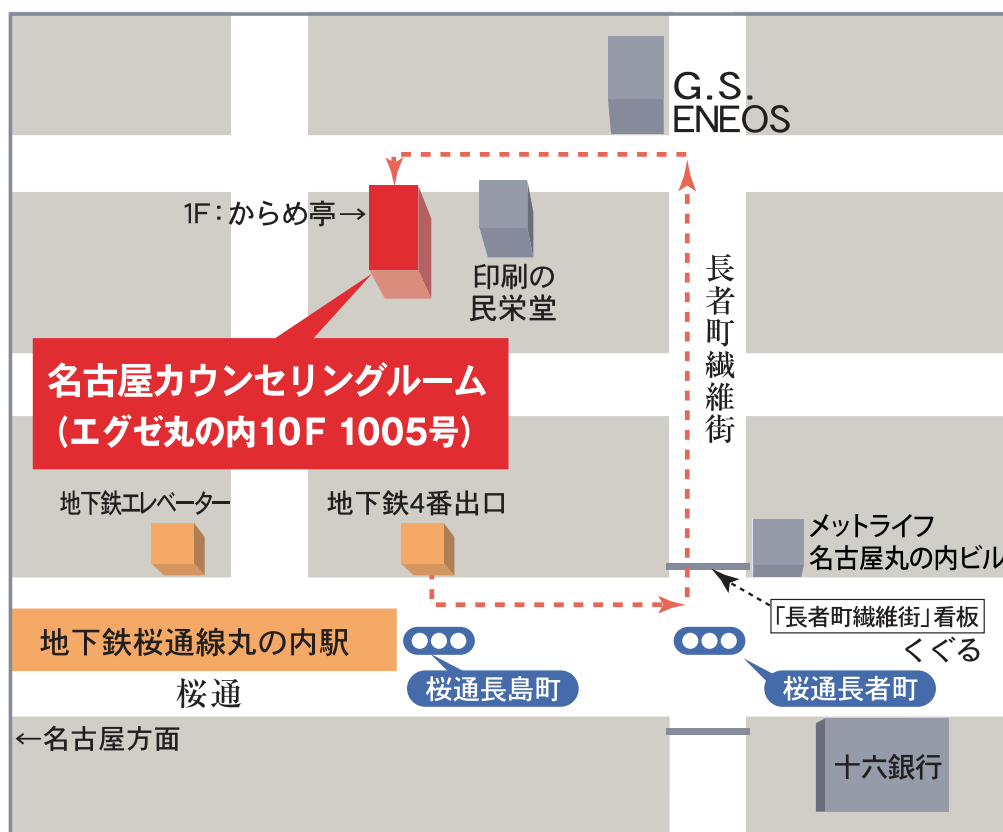 G.S.
ENEOS
1F：からめ亭→
印刷の
民栄堂
長者町繊維街
名古屋カウンセリングルーム
(エグゼ丸の内10F 1005号)
地下鉄エレベーター
地下鉄4番出口
メットライフ
名古屋丸の内ビル
「長者町繊維街」看板
くぐる
地下鉄桜通線丸の内駅
桜通長島町
桜通長者町
桜通
←名古屋方面
十六銀行